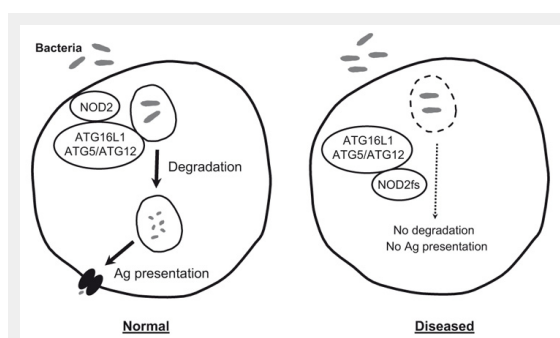 Bacteria
NOD2
ATG16L1
ATG5/ATG12
Degradation
Ag presentation
Normal
ATG16L1
ATG5/ATG12
NOD2fs
No degradation
No Ag presentation
Diseased